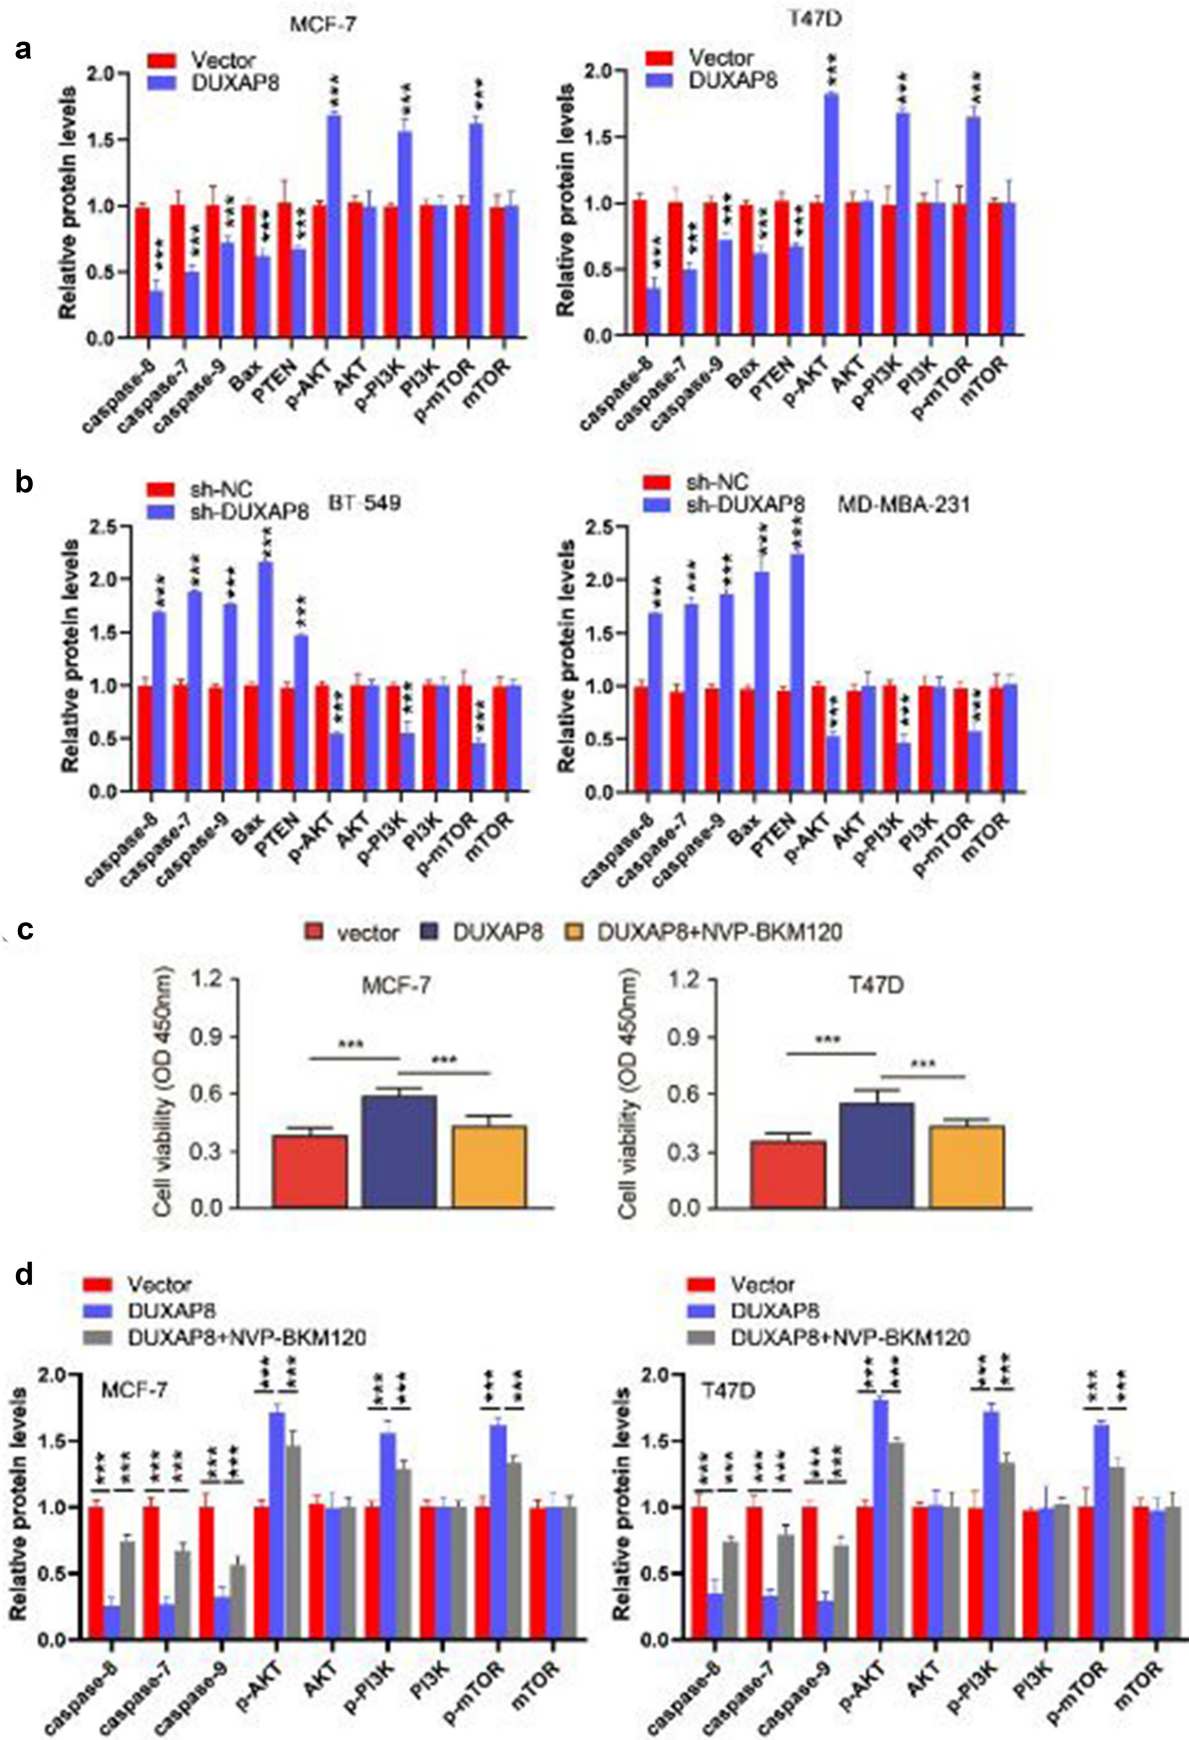 a
MCF-7
Vector
DUXAP8
Relative protein levels
2.0
1.5
1.0
0.5
0.0
*** *** *** *** *** *** *** ***
caspase-8 caspase-7 caspase-9 Bax PTEN p-AKT AKT p-PI3K PI3K p-mTOR mTOR
T47D
Vector
DUXAP8
Relative protein levels
2.0
1.5
1.0
0.5
0.0
*** *** *** *** *** *** *** ***
caspase-8 caspase-7 caspase-9 Bax PTEN p-AKT AKT p-PI3K PI3K p-mTOR mTOR
b
sh-NC
sh-DUXAP8
BT-549
Relative protein levels
2.5
2.0
1.5
1.0
0.5
0.0
*** *** *** *** *** *** *** ***
caspase-8 caspase-7 caspase-9 Bax PTEN p-AKT AKT p-PI3K PI3K p-mTOR mTOR
sh-NC
sh-DUXAP8
MD-MBA-231
Relative protein levels
2.5
2.0
1.5
1.0
0.5
0.0
*** *** *** *** *** *** *** ***
caspase-8 caspase-7 caspase-9 Bax PTEN p-AKT AKT p-PI3K PI3K p-mTOR mTOR
c
vector DUXAP8 DUXAP8+NVP-BKM120
MCF-7
Cell viability (OD 450nm)
1.2
0.9
0.6
0.3
0.0
*** ***
T47D
Cell viability (OD 450nm)
1.2
0.9
0.6
0.3
0.0
*** ***
d
Vector
DUXAP8
DUXAP8+NVP-BKM120
MCF-7
Relative protein levels
2.0
1.5
1.0
0.5
0.0
*** *** *** *** *** *** *** *** *** *** *** ***
caspase-8 caspase-7 caspase-9 p-AKT AKT p-PI3K PI3K p-mTOR mTOR
Vector
DUXAP8
DUXAP8+NVP-BKM120
T47D
Relative protein levels
2.0
1.5
1.0
0.5
0.0
*** *** *** *** *** *** *** *** *** *** *** ***
caspase-8 caspase-7 caspase-9 p-AKT AKT p-PI3K PI3K p-mTOR mTOR